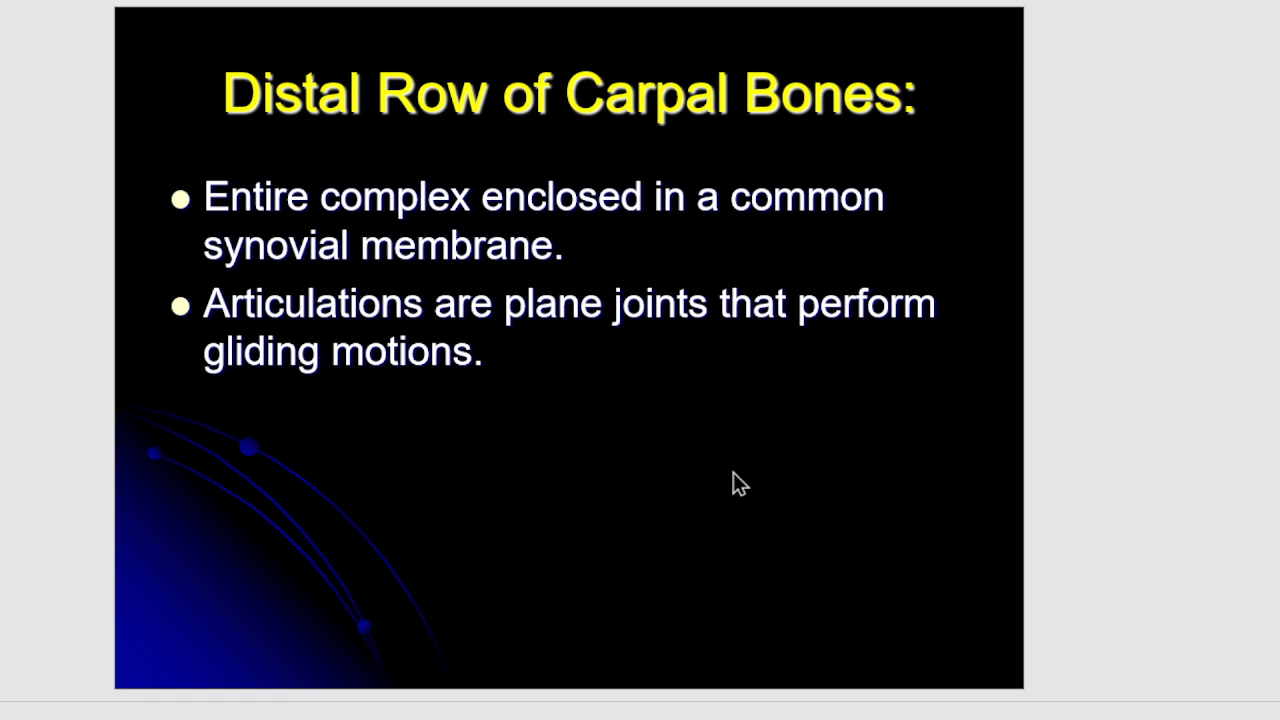 Distal Row of Carpal Bones:
Entire complex enclosed in a common
synovial membrane.
Articulations are plane joints that perform
gliding motions.